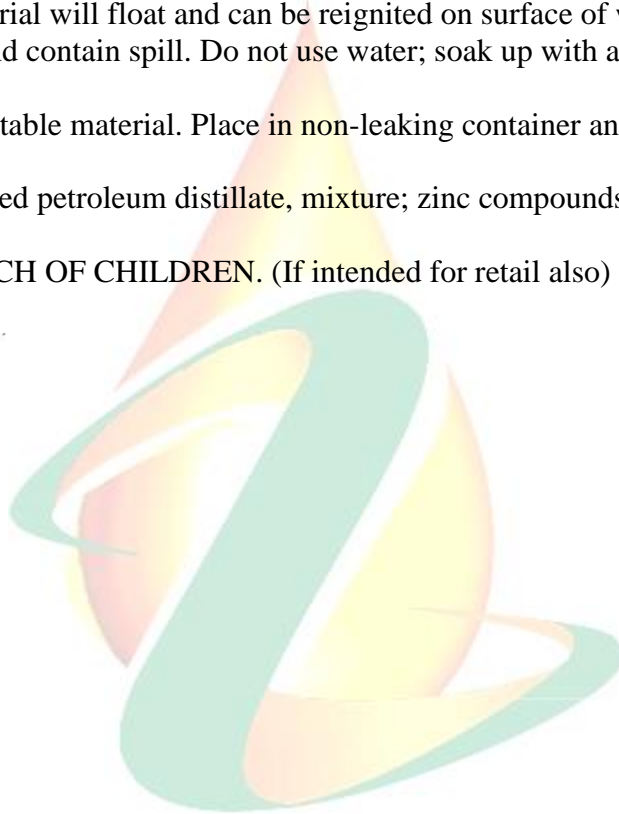 rial will float and can be reignited on surface of w
nd contain spill. Do not use water; soak up with a
table material. Place in non-leaking container an
ed petroleum distillate, mixture; zinc compounds
CH OF CHILDREN. (If intended for retail also)